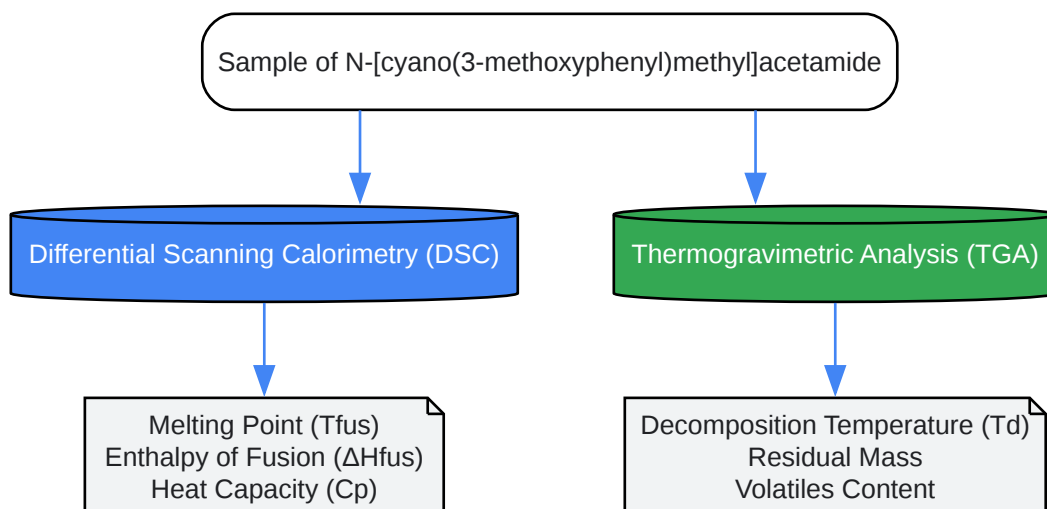 Sample of N-[cyano(3-methoxyphenyl)methyl]acetamide
Differential Scanning Calorimetry (DSC)
Thermogravimetric Analysis (TGA)
Melting Point (Tfus)
Enthalpy of Fusion (ΔHfus)
Heat Capacity (Cp)
Decomposition Temperature (Td)
Residual Mass
Volatiles Content